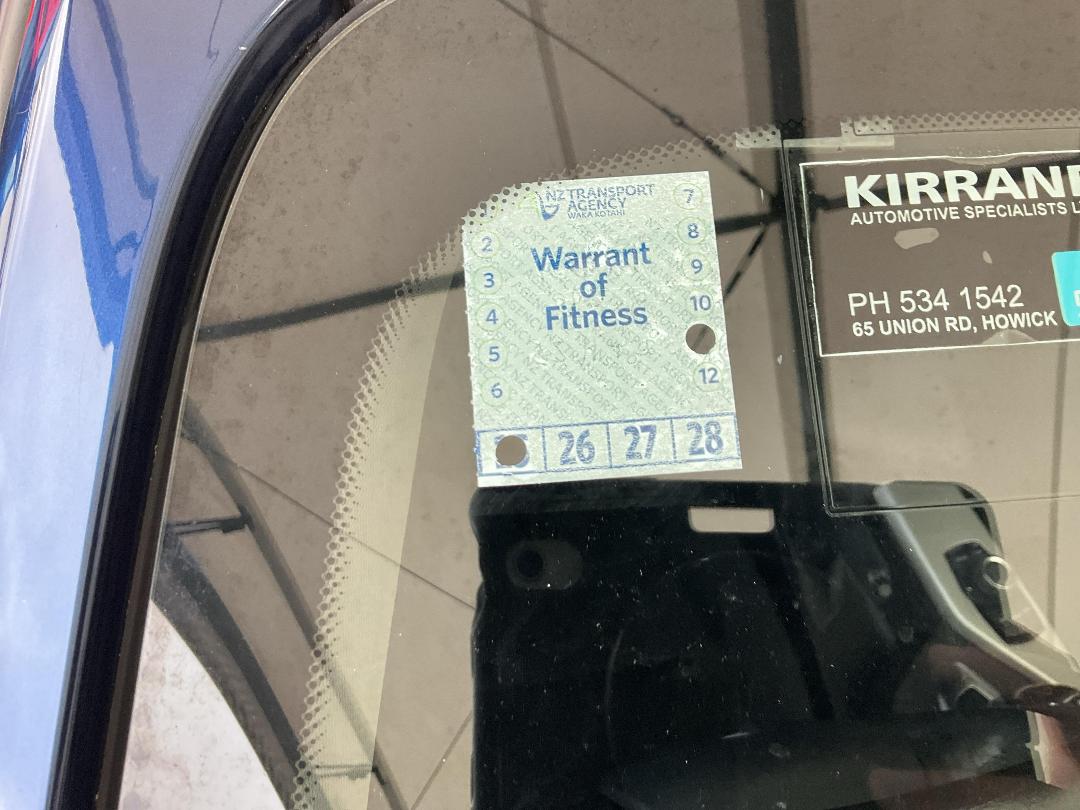 NZ TRANSPORT
AGENCY
WAKA KOTAHI
Warrant
of
Fitness
1
2
3
4
5
6
7
8
9
10
12
26 27 28
KIRRANE
AUTOMOTIVE SPECIALISTS
PH 534 1542
65 UNION RD, HOWICK